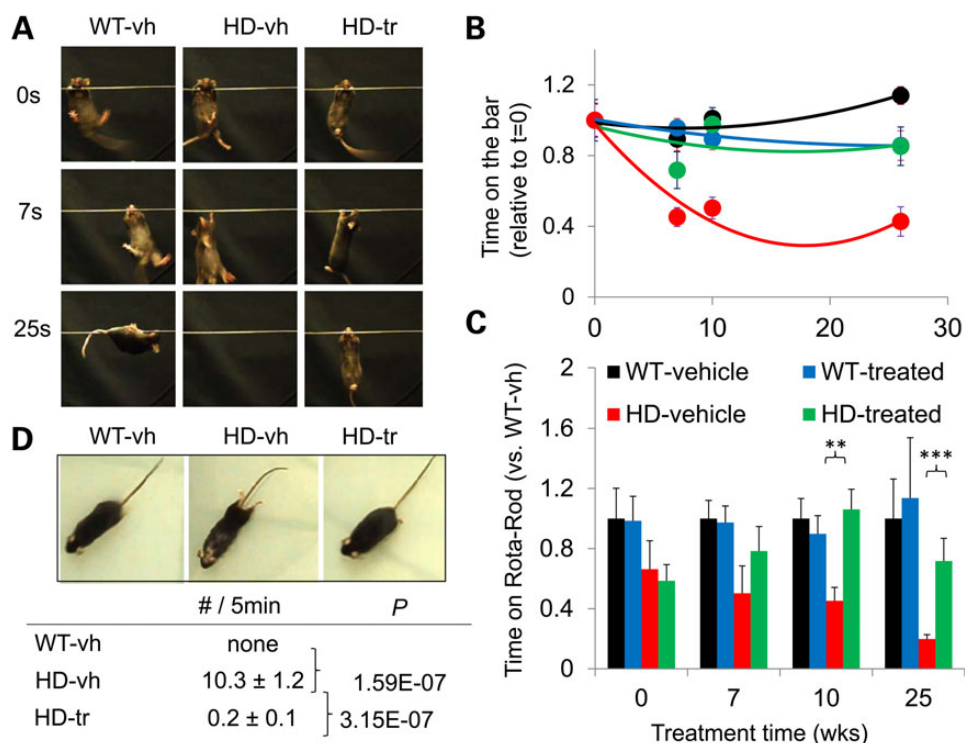 A
WT-vh HD-vh HD-tr
0s
7s
25s
B
Time on the bar
(relative to t=0)
1.2
0.8
0.4
0
0 10 20 30
C
Time on Rota-Rod (vs. WT-vh)
2
1.6
1.2
0.8
0.4
0
WT-vehicle WT-treated
HD-vehicle HD-treated
** ***
0 7 10 25
Treatment time (wks)
D
WT-vh HD-vh HD-tr
# / 5min P
WT-vh none
HD-vh 10.3 ± 1.2 1.59E-07
HD-tr 0.2 ± 0.1 3.15E-07